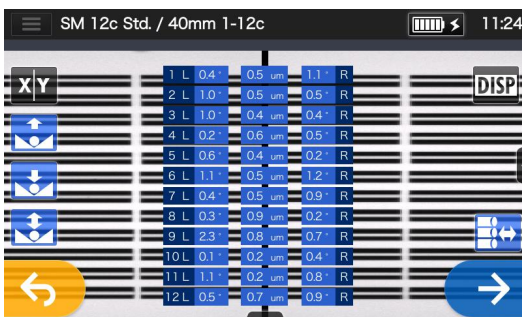 SM 12c Std. / 40mm 1-12c 11:24
X Y
DISP
1 L 0.4° 0.5 um 1.1° R
2 L 1.0° 0.5 um 0.5° R
3 L 1.0° 0.4 um 0.4° R
4 L 0.2° 0.6 um 0.5° R
5 L 0.6° 0.4 um 0.2° R
6 L 1.1° 0.5 um 1.2° R
7 L 0.4° 0.5 um 0.9° R
8 L 0.3° 0.9 um 0.2° R
9 L 2.3° 0.8 um 0.7° R
10 L 0.1° 0.2 um 0.4° R
11 L 1.1° 0.2 um 0.8° R
12 L 0.5° 0.7 um 0.9° R